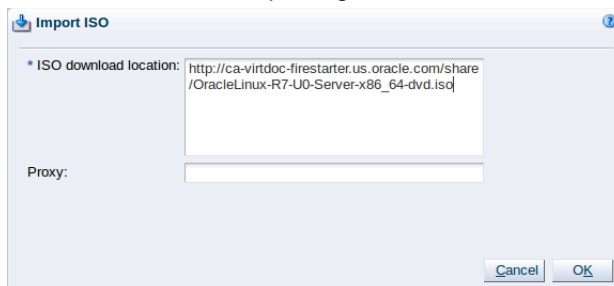 Import ISO
* ISO download location:
http://ca-virtdoc-firestarter.us.oracle.com/share
/OracleLinux-R7-U0-Server-x86_64-dvd.iso
Proxy:
Cancel
OK